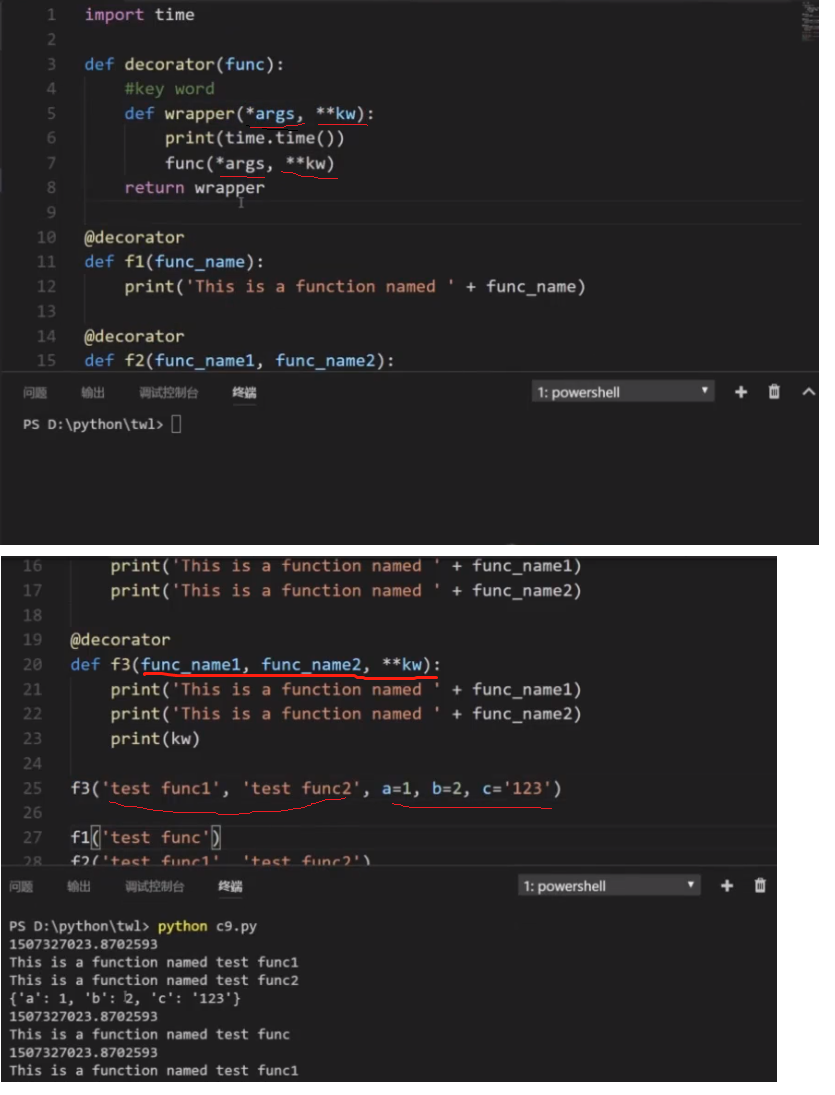 1 import time
2
3 def decorator(func):
4 #key word
5 def wrapper(*args, **kw):
6 print(time.time())
7 func(*args, **kw)
8 return wrapper
9
10 @decorator
11 def f1(func_name):
12 print('This is a function named ' + func_name)
13
14 @decorator
15 def f2(func_name1, func_name2):
问题 输出 调试控制台 终端 1: powershell
PS D:\python\twl>
16 print('This is a function named ' + func_name1)
17 print('This is a function named ' + func_name2)
18
19 @decorator
20 def f3(func_name1, func_name2, **kw):
21 print('This is a function named ' + func_name1)
22 print('This is a function named ' + func_name2)
23 print(kw)
24
25 f3('test func1', 'test func2', a=1, b=2, c='123')
26
27 f1('test func')
28 f2('test func1', 'test func2')
问题 输出 调试控制台 终端 1: powershell
PS D:\python\twl> python c9.py
1507327023.8702593
This is a function named test func1
This is a function named test func2
{'a': 1, 'b': 2, 'c': '123'}
1507327023.8702593
This is a function named test func
1507327023.8702593
This is a function named test func1